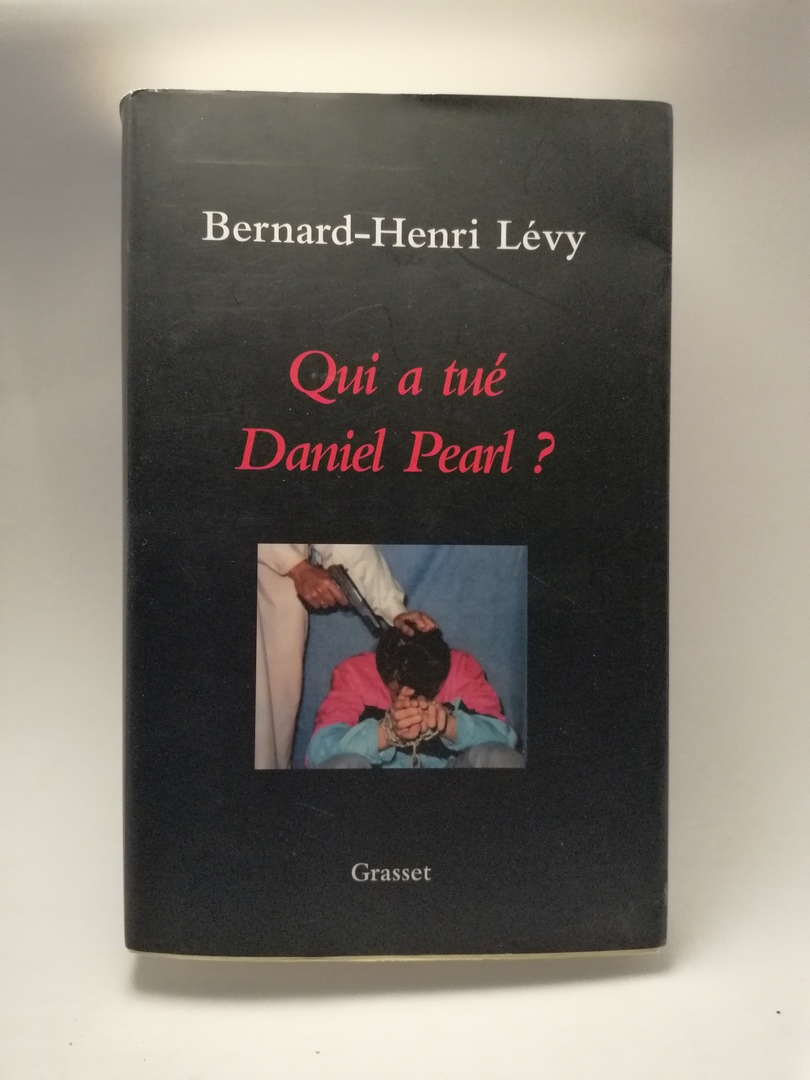 Bernard-Henri Lévy
Qui a tué
Daniel Pearl ?
Grasset